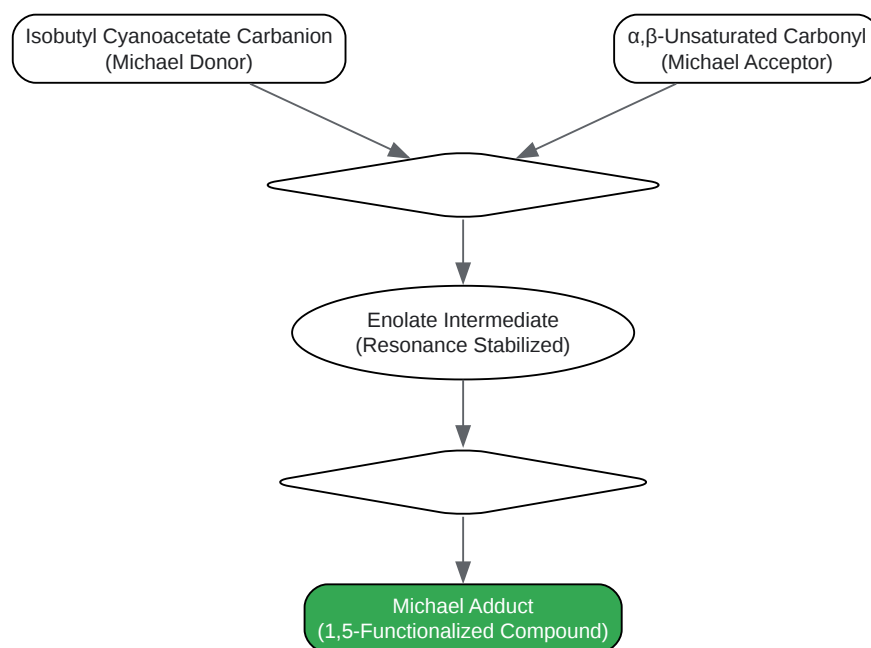 Isobutyl Cyanoacetate Carbanion
(Michael Donor)
α,β-Unsaturated Carbonyl
(Michael Acceptor)
Enolate Intermediate
(Resonance Stabilized)
Michael Adduct
(1,5-Functionalized Compound)